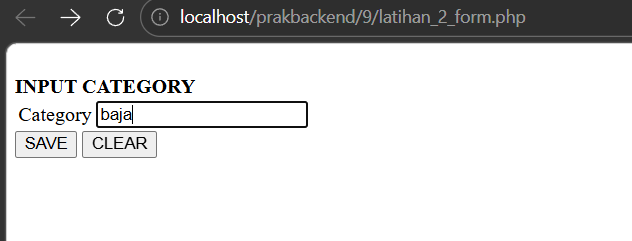 localhost/prakbackend/9/latihan_2_form.php
INPUT CATEGORY
Category baja
SAVE CLEAR